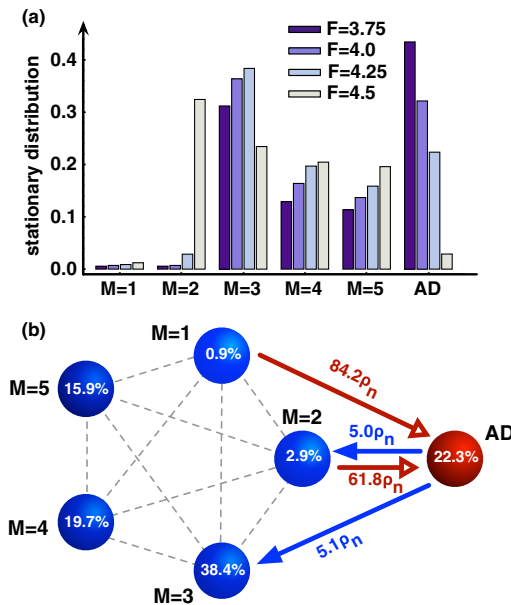 (a)
stationary distribution
0.4
0.3
0.2
0.1
0.0
F=3.75
F=4.0
F=4.25
F=4.5
M=1 M=2 M=3 M=4 M=5 AD
(b)
M=1
0.9%
84.2ρn
M=5
15.9%
M=2
2.9%
5.0ρn
61.8ρn
AD
22.3%
M=4
19.7%
5.1ρn
38.4%
M=3